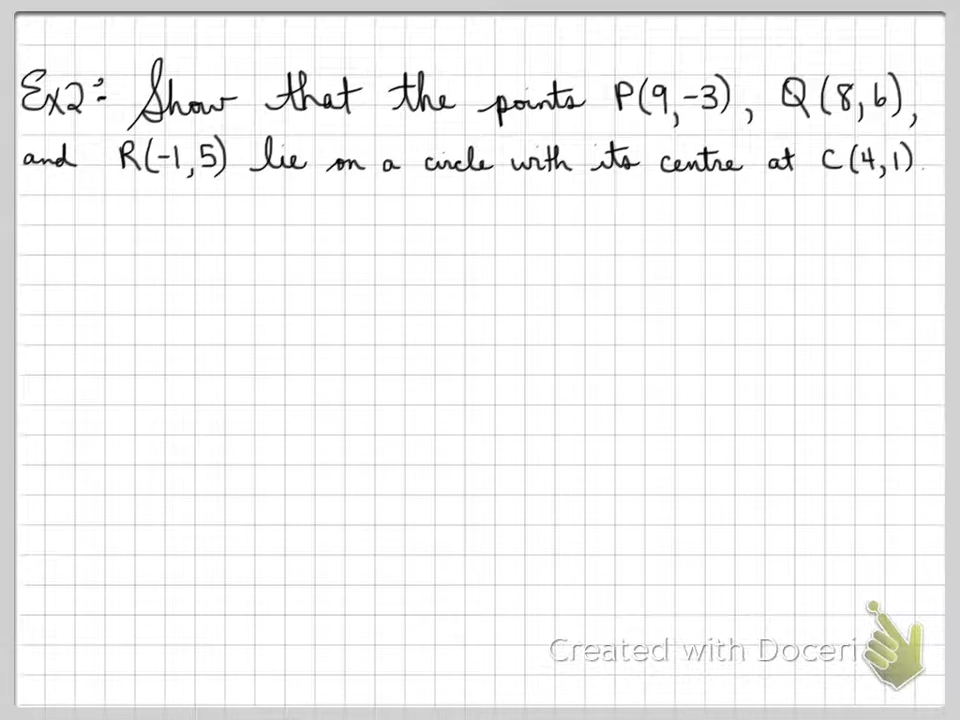 Ex2: Show that the points P(9,-3), Q(8,6),
and R(-1,5) lie on a circle with its centre at C(4,1).
Created with Doceri